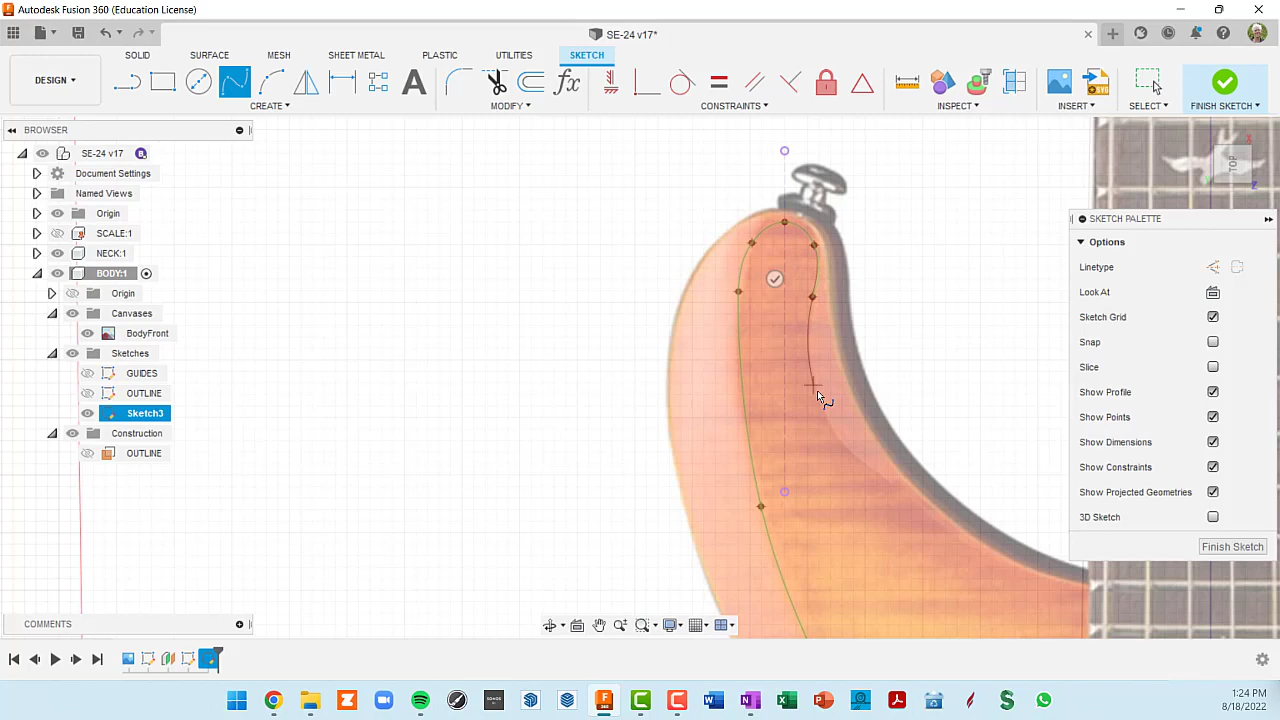 Autodesk Fusion 360 (Education License)
SE-24 v17*
DESIGN
SOLID
SURFACE
MESH
SHEET METAL
PLASTIC
UTILITIES
SKETCH
CREATE
MODIFY
CONSTRAINTS
INSPECT
INSERT
SELECT
FINISH SKETCH
BROWSER
SE-24 v17
Document Settings
Named Views
Origin
SCALE:1
NECK:1
BODY:1
Origin
Canvases
BodyFront
Sketches
GUIDES
OUTLINE
Sketch3
Construction
OUTLINE
TOP
X
Z
SKETCH PALETTE
Options
Linetype
Look At
Sketch Grid
Snap
Slice
Show Profile
Show Points
Show Dimensions
Show Constraints
Show Projected Geometries
3D Sketch
Finish Sketch
COMMENTS
1:24 PM
8/18/2022